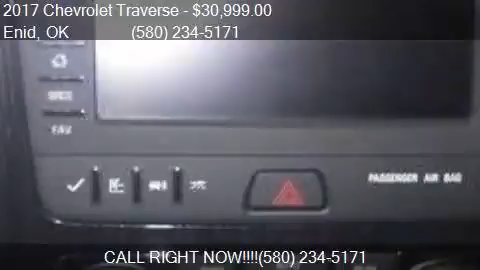 2017 Chevrolet Traverse - $30,999.00
Enid, OK (580) 234-5171
FAV
PASSENGER AIR BAG
CALL RIGHT NOW!!!!(580) 234-5171